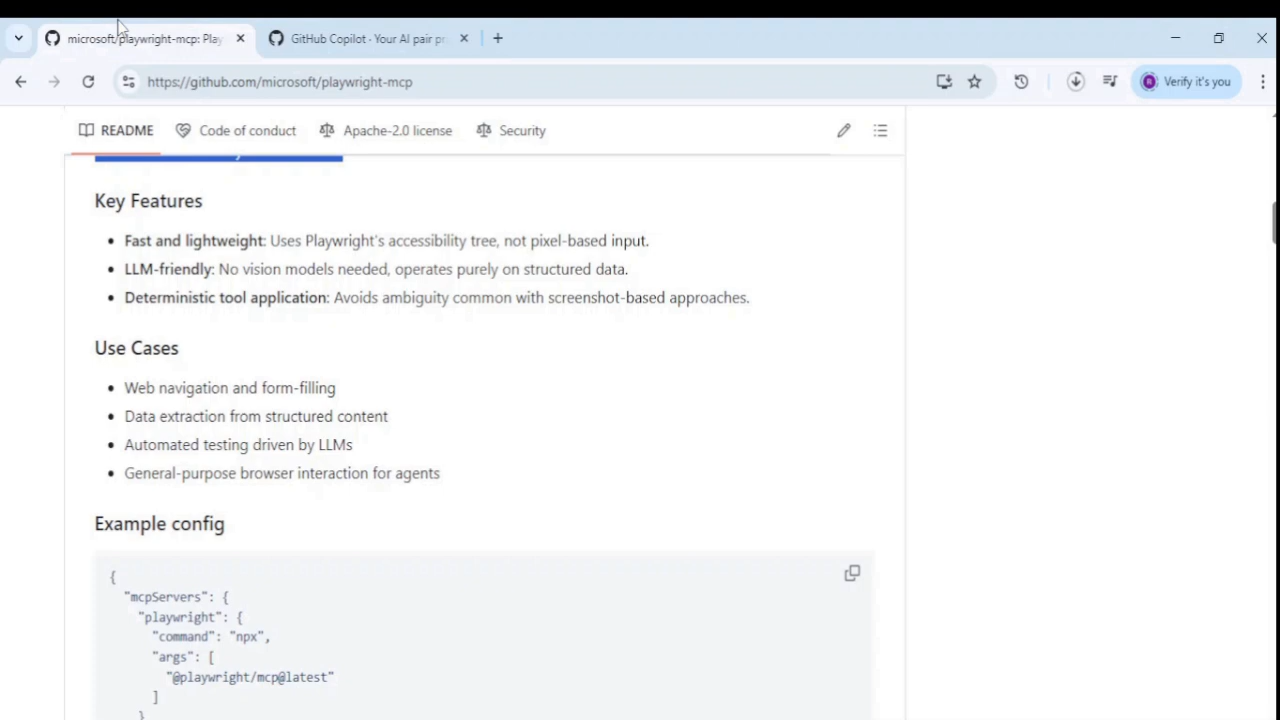 microsoft/playwright-mcp: Play
GitHub Copilot · Your AI pair pr
https://github.com/microsoft/playwright-mcp
Verify it's you
README
Code of conduct
Apache-2.0 license
Security
Key Features
Fast and lightweight: Uses Playwright's accessibility tree, not pixel-based input.
LLM-friendly: No vision models needed, operates purely on structured data.
Deterministic tool application: Avoids ambiguity common with screenshot-based approaches.
Use Cases
Web navigation and form-filling
Data extraction from structured content
Automated testing driven by LLMs
General-purpose browser interaction for agents
Example config
{
"mcpServers": {
"playwright": {
"command": "npx",
"args": [
"@playwright/mcp@latest"
]
}